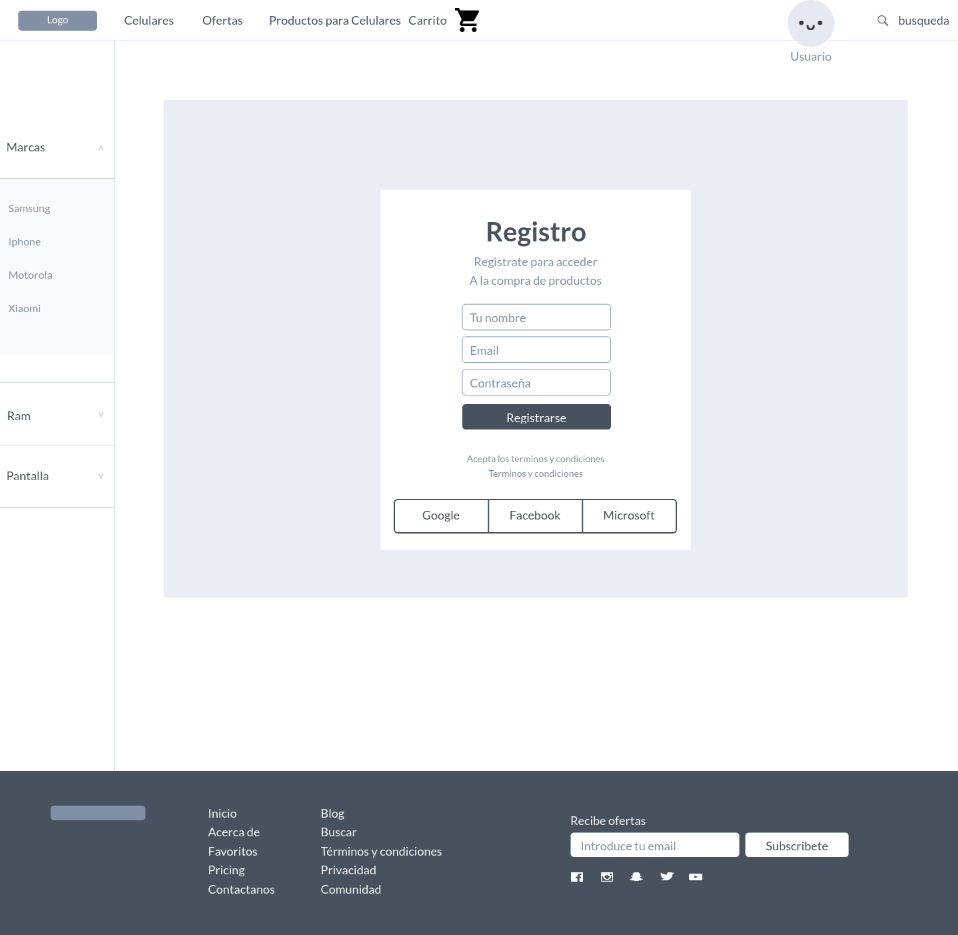 Logo
Celulares
Ofertas
Productos para Celulares
Carrito
busqueda
Usuario
Marcas
Samsung
Iphone
Motorola
Xiaomi
Ram
Pantalla
Registro
Registrate para acceder
A la compra de productos
Tu nombre
Email
Contraseña
Registrarse
Acepta los terminos y condiciones
Terminos y condiciones
Google
Facebook
Microsoft
Inicio
Acerca de
Favoritos
Pricing
Contactanos
Blog
Buscar
Términos y condiciones
Privacidad
Comunidad
Recibe ofertas
Introduce tu email
Subscribete